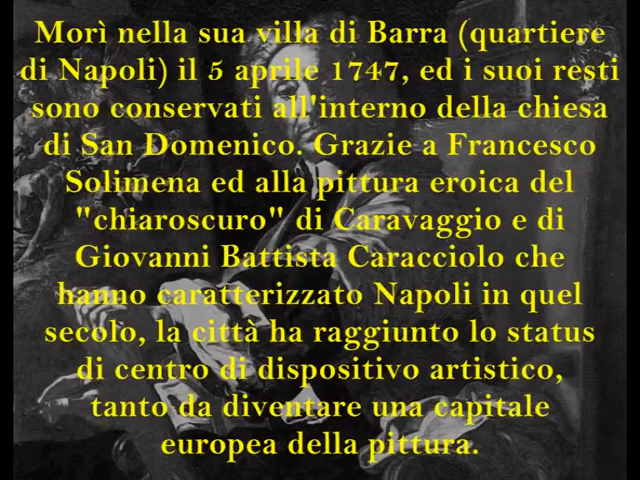 Morì nella sua villa di Barra (quartiere
di Napoli) il 5 aprile 1747, ed i suoi resti
sono conservati all'interno della chiesa
di San Domenico. Grazie a Francesco
Solimena ed alla pittura eroica del
"chiaroscuro" di Caravaggio e di
Giovanni Battista Caracciolo che
hanno caratterizzato Napoli in quel
secolo, la città ha raggiunto lo status
di centro di dispositivo artistico,
tanto da diventare una capitale
europea della pittura.